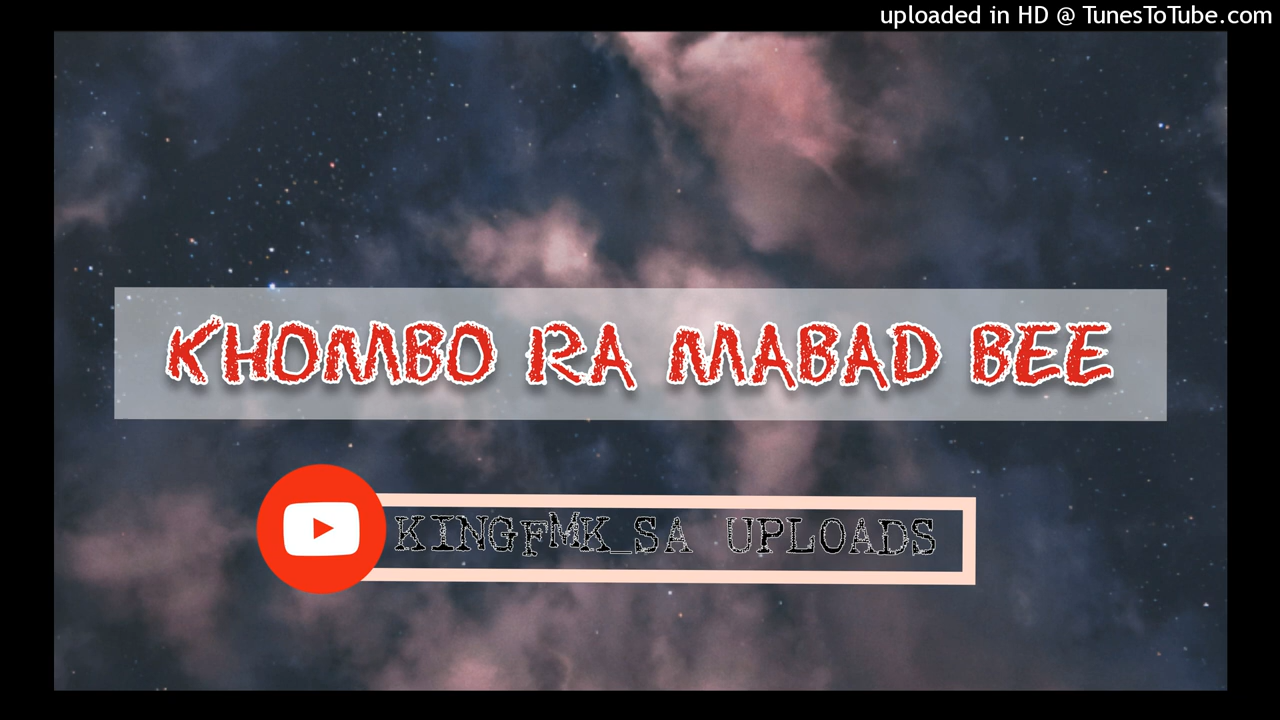 uploaded in HD @ TunesToTube.com
KHOMBO RA MABAD BEE
KINGFMK_SA UPLOADS